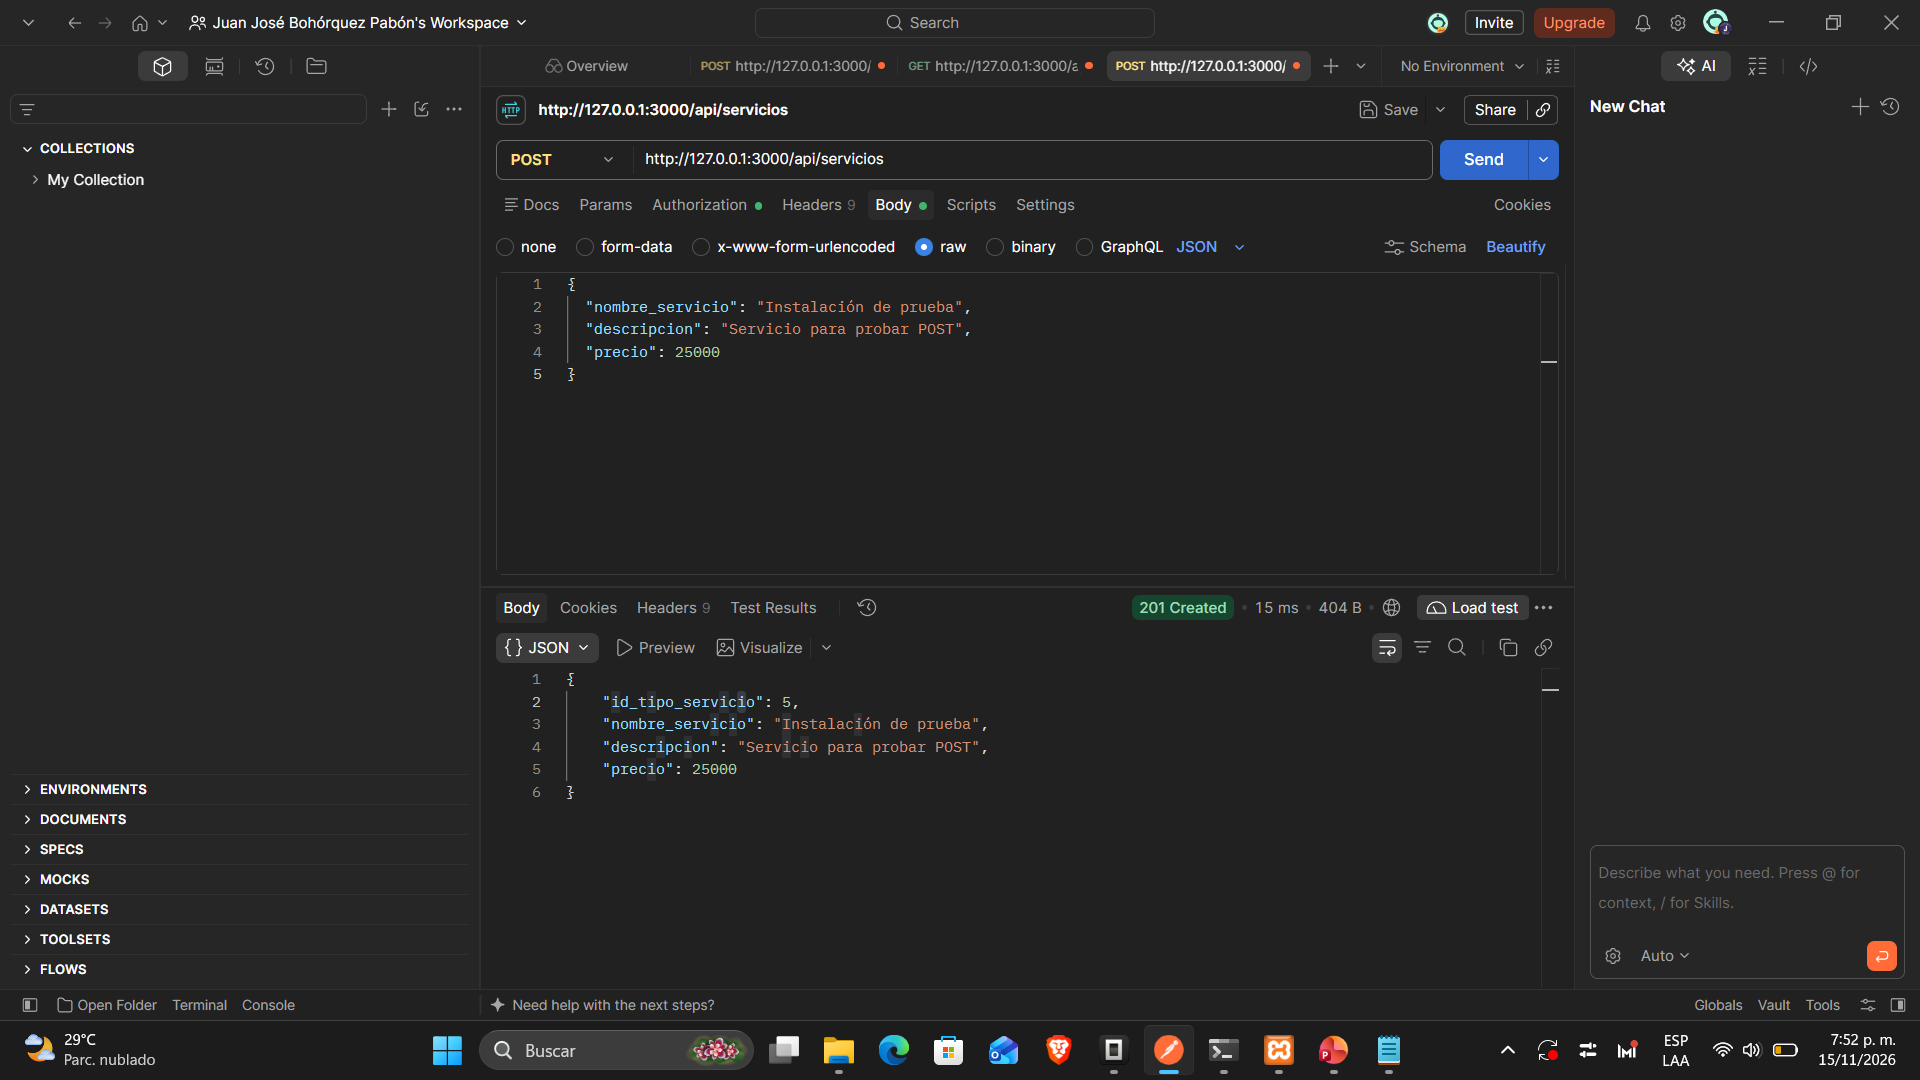 Juan José Bohórquez Pabón's Workspace
Search
Invite
Upgrade
Overview
POST http://127.0.0.1:3000/
GET http://127.0.0.1:3000/a
POST http://127.0.0.1:3000/
No Environment
AI
http://127.0.0.1:3000/api/servicios
Save
Share
New Chat
COLLECTIONS
My Collection
POST
http://127.0.0.1:3000/api/servicios
Send
Docs
Params
Authorization
Headers 9
Body
Scripts
Settings
Cookies
none
form-data
x-www-form-urlencoded
raw
binary
GraphQL
JSON
Schema
Beautify
1 {
2 "nombre_servicio": "Instalación de prueba",
3 "descripcion": "Servicio para probar POST",
4 "precio": 25000
5 }
Body
Cookies
Headers 9
Test Results
201 Created
15 ms
404 B
Load test
{} JSON
Preview
Visualize
1 {
2 "id_tipo_servicio": 5,
3 "nombre_servicio": "Instalación de prueba",
4 "descripcion": "Servicio para probar POST",
5 "precio": 25000
6 }
ENVIRONMENTS
DOCUMENTS
SPECS
MOCKS
DATASETS
TOOLSETS
FLOWS
Describe what you need. Press @ for
context, / for Skills.
Auto
Open Folder
Terminal
Console
Need help with the next steps?
Globals
Vault
Tools
29°C
Parc. nublado
Buscar
ESP
LAA
7:52 p. m.
15/11/2026